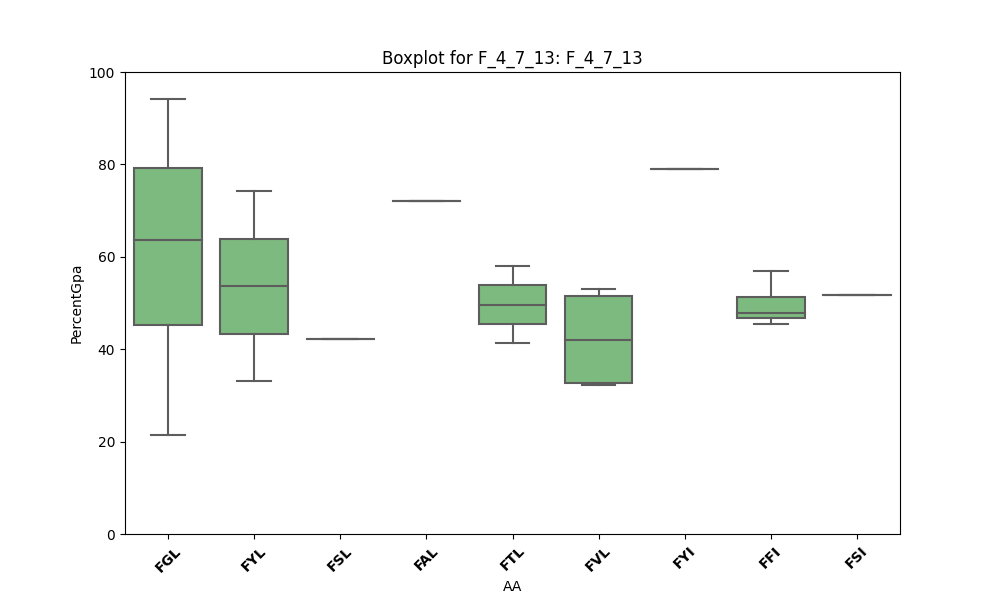 Boxplot for F_4_7_13: F_4_7_13
100
80
60
40
20
0
PercentGpa
FGL
FYL
FSL
FAL
FTL
FVL
FYI
FFI
FSI
AA